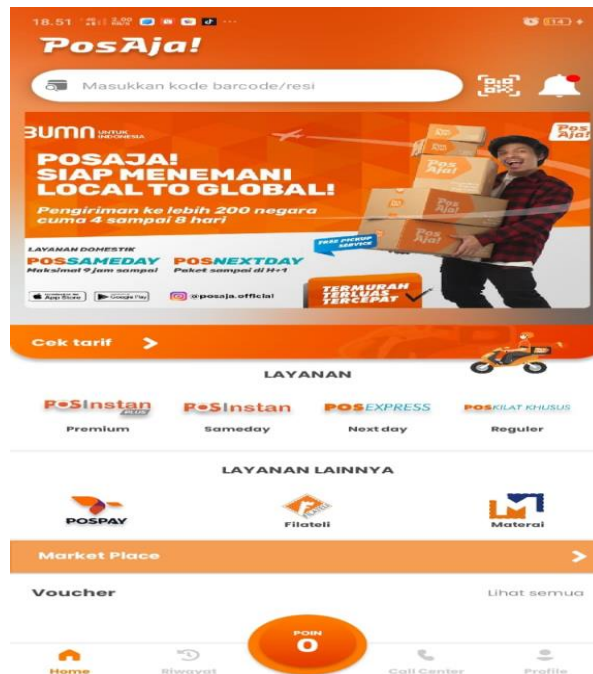 18.51
PosAja!
Masukkan kode barcode/resi
BUMN UNTUK
INDONESIA
Pos
Aja!
POSAJA!
SIAP MENEMANI
LOCAL TO GLOBAL!
Pengiriman ke lebih 200 negara
cuma 4 sampai 8 hari
Pos
Aja!
Pos
Aja!
LAYANAN DOMESTIK
FREE PICKUP
SERVICE
POSSAMEDAY POSNEXTDAY
Maksimal 9 jam sampai Paket sampai di H+1
App Store Google Play @posaja.official
TERMURAH
TERLUAS
TERCEPAT
Cek tarif >
LAYANAN
PoSInstan PLUS PoSInstan POSEXPRESS POSKILAT KHUSUS
Premium Sameday Next day Reguler
LAYANAN LAINNYA
POSPAY Filateli Materai
Market Place >
Voucher Lihat semua
POIN
0
Home Riwayat Call Center Profile